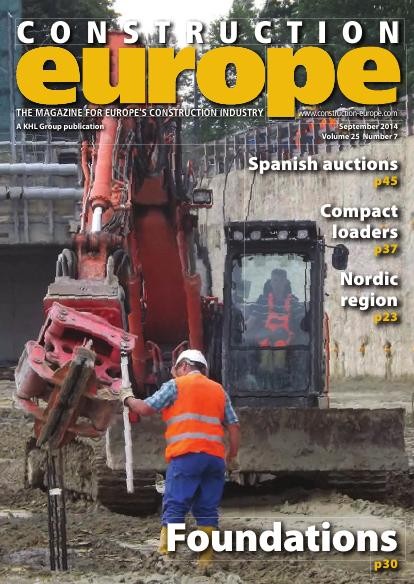 CONSTRUCTION
europe
THE MAGAZINE FOR EUROPE'S CONSTRUCTION INDUSTRY
www.construction-europe.com
A KHL Group publication
September 2014
Volume 25 Number 7
Spanish auctions
p45
Compact
loaders
p37
Nordic
region
p23
Foundations
p30